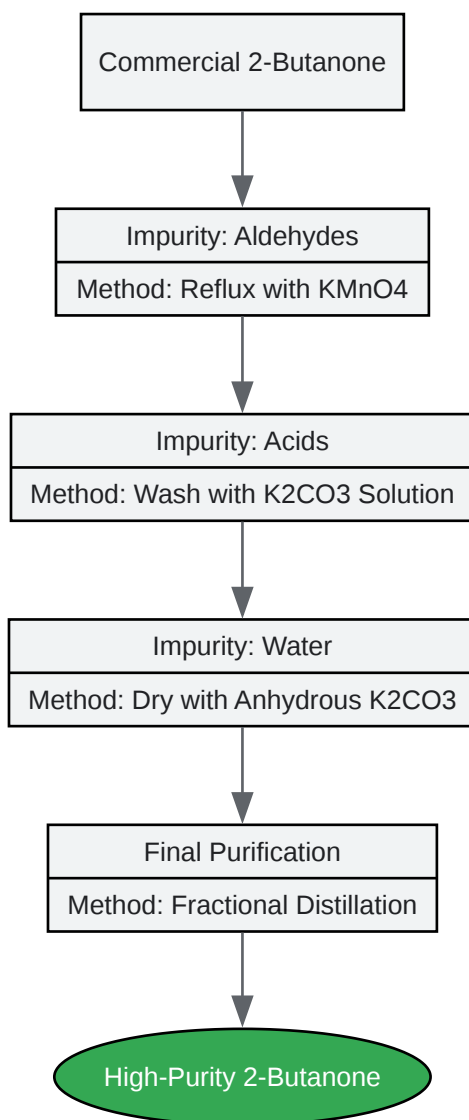 Commercial 2-Butanone
Impurity: Aldehydes
Method: Reflux with KMnO4
Impurity: Acids
Method: Wash with K2CO3 Solution
Impurity: Water
Method: Dry with Anhydrous K2CO3
Final Purification
Method: Fractional Distillation
High-Purity 2-Butanone